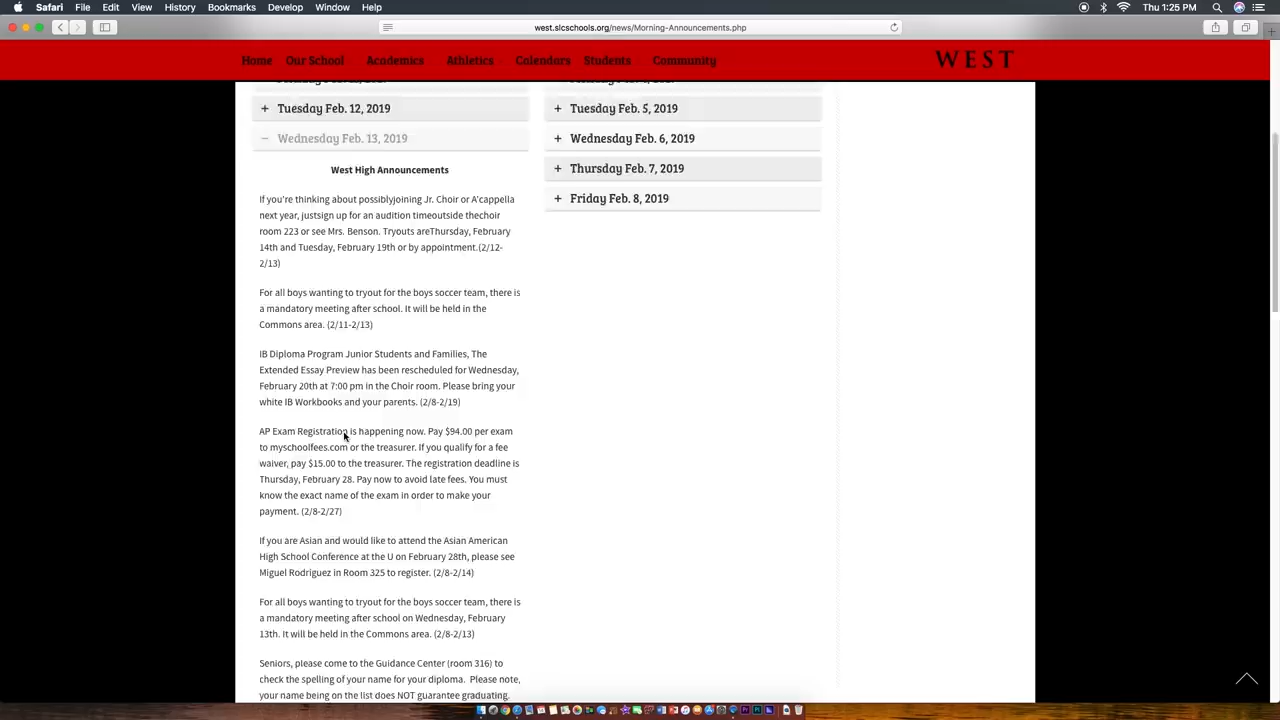 Safari File Edit View History Bookmarks Develop Window Help
Thu 1:25 PM
west.slcschools.org/news/Morning-Announcements.php
Home Our School Academics Athletics Calendars Students Community
WEST
+ Tuesday Feb. 12, 2019
− Wednesday Feb. 13, 2019
West High Announcements
If you're thinking about possiblyjoining Jr. Choir or A'cappella
next year, justsign up for an audition timeoutside thechoir
room 223 or see Mrs. Benson. Tryouts areThursday, February
14th and Tuesday, February 19th or by appointment.(2/12-
2/13)
For all boys wanting to tryout for the boys soccer team, there is
a mandatory meeting after school. It will be held in the
Commons area. (2/11-2/13)
IB Diploma Program Junior Students and Families, The
Extended Essay Preview has been rescheduled for Wednesday,
February 20th at 7:00 pm in the Choir room. Please bring your
white IB Workbooks and your parents. (2/8-2/19)
AP Exam Registration is happening now. Pay $94.00 per exam
to myschoolfees.com or the treasurer. If you qualify for a fee
waiver, pay $15.00 to the treasurer. The registration deadline is
Thursday, February 28. Pay now to avoid late fees. You must
know the exact name of the exam in order to make your
payment. (2/8-2/27)
If you are Asian and would like to attend the Asian American
High School Conference at the U on February 28th, please see
Miguel Rodriguez in Room 325 to register. (2/8-2/14)
For all boys wanting to tryout for the boys soccer team, there is
a mandatory meeting after school on Wednesday, February
13th. It will be held in the Commons area. (2/8-2/13)
Seniors, please come to the Guidance Center (room 316) to
check the spelling of your name for your diploma. Please note,
your name being on the list does NOT guarantee graduating.
+ Tuesday Feb. 5, 2019
+ Wednesday Feb. 6, 2019
+ Thursday Feb. 7, 2019
+ Friday Feb. 8, 2019